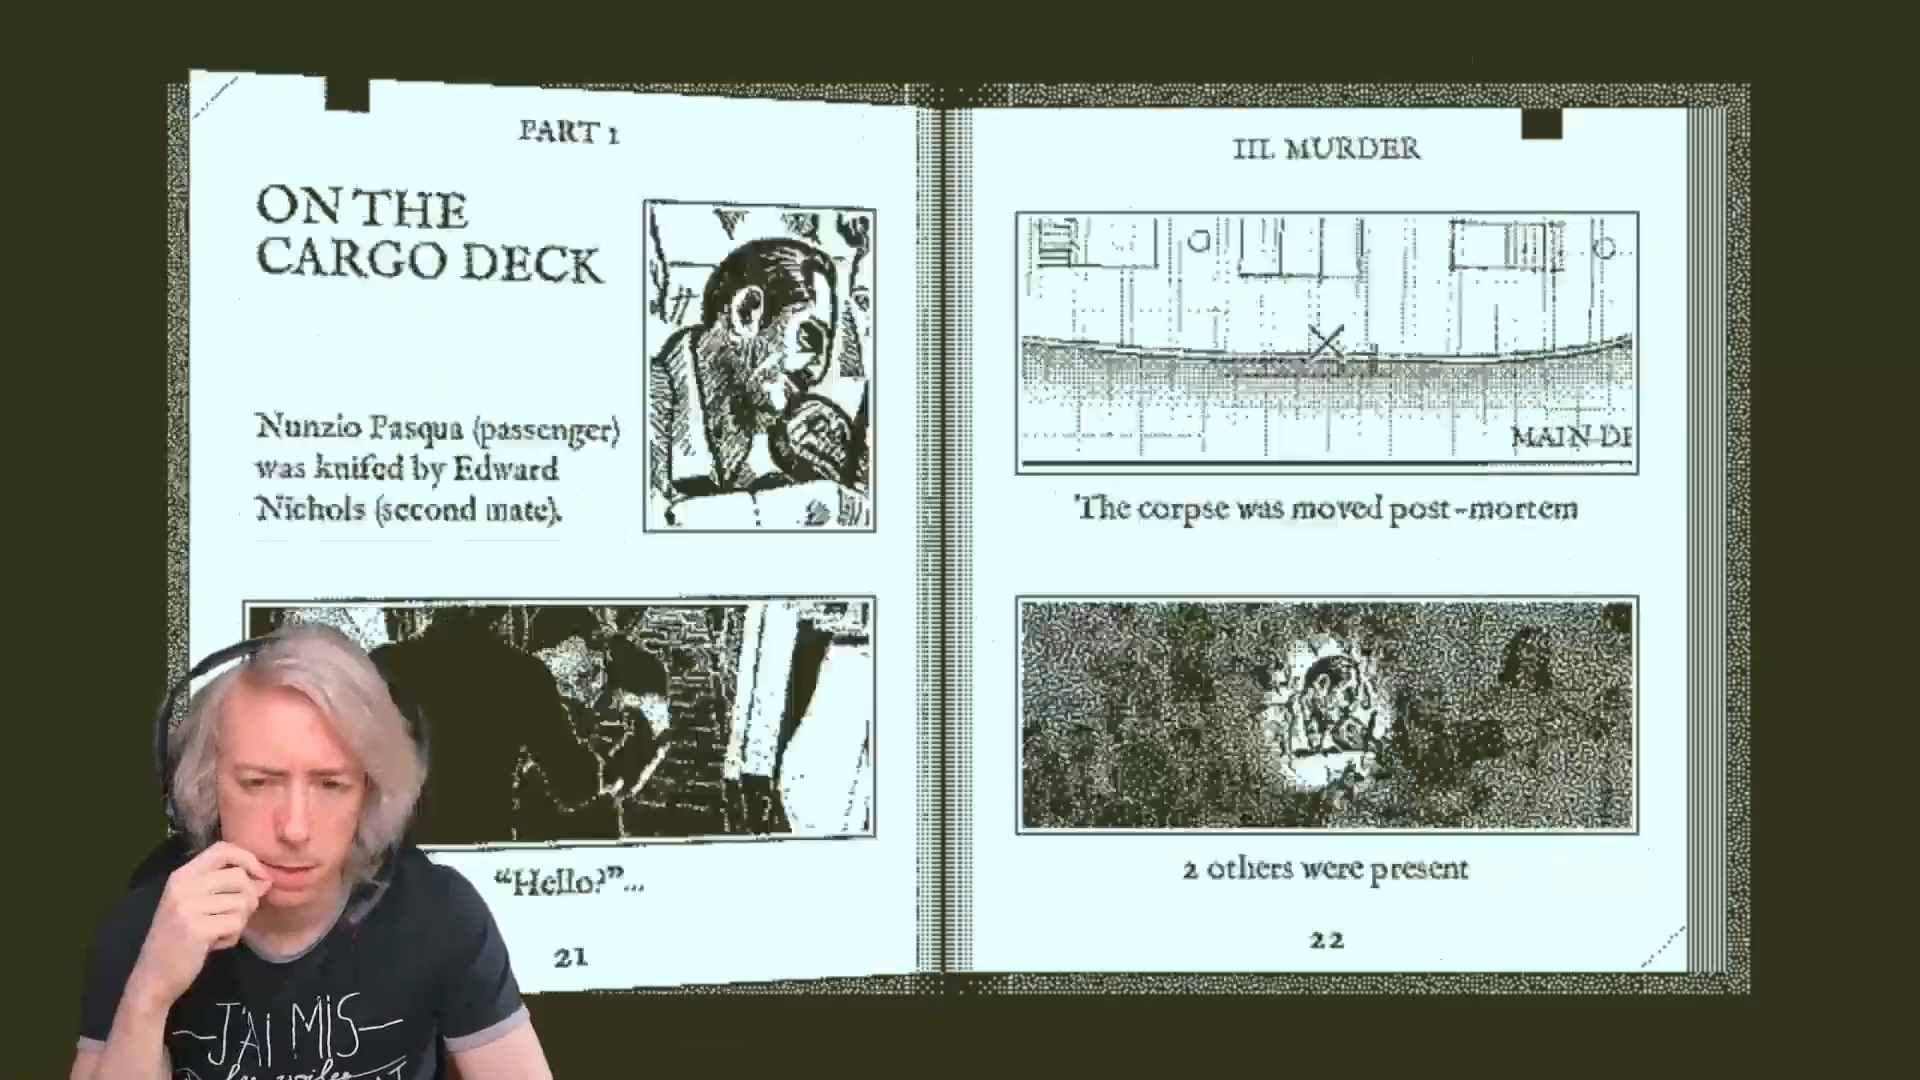 PART 1
ON THE
CARGO DECK
Nunzio Pasqua (passenger)
was knifed by Edward
Nichols (second mate).
“Hello?”...
21
III. MURDER
MAIN DE
The corpse was moved post-mortem
2 others were present
22
J'AI MIS